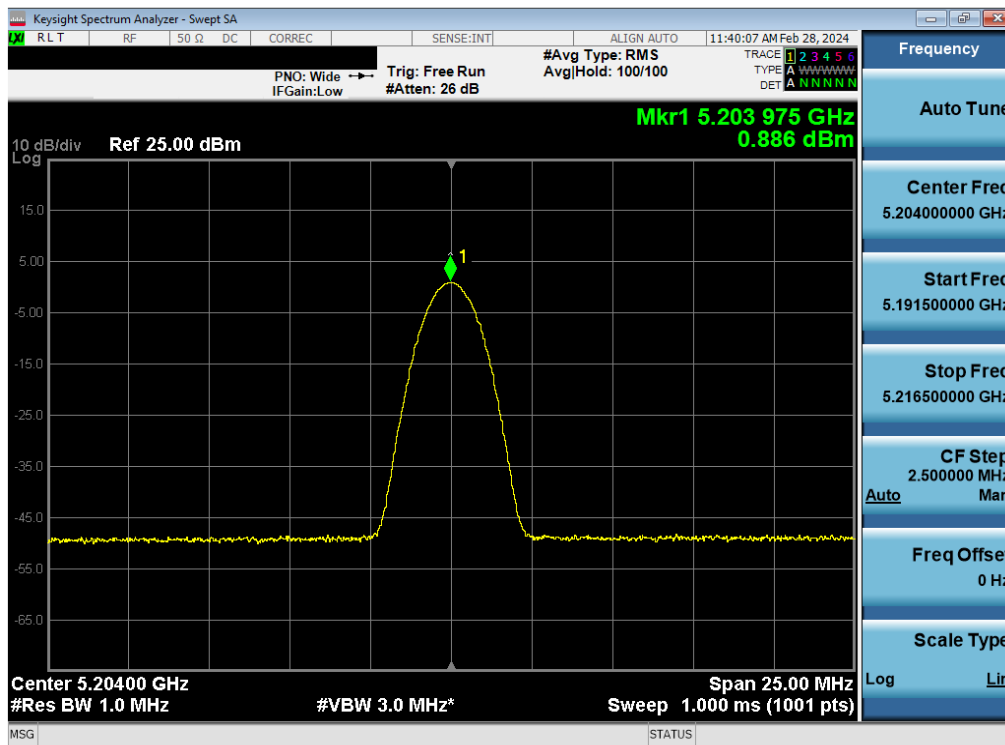 Keysight Spectrum Analyzer - Swept SA
LXI RLT RF 50 Ω DC CORREC SENSE:INT ALIGN AUTO 11:40:07 AM Feb 28, 2024
PNO: Wide
IFGain:Low
Trig: Free Run
#Atten: 26 dB
#Avg Type: RMS
Avg|Hold: 100/100
TRACE 1 2 3 4 5 6
TYPE A WWWWW
DET A N N N N N
Mkr1 5.203 975 GHz
0.886 dBm
10 dB/div
Log
Ref 25.00 dBm
15.0
5.00
1
-5.00
-15.0
-25.0
-35.0
-45.0
-55.0
-65.0
Center 5.20400 GHz
Span 25.00 MHz
#Res BW 1.0 MHz
#VBW 3.0 MHz*
Sweep 1.000 ms (1001 pts)
MSG
STATUS
Frequency
Auto Tune
Center Freq
5.204000000 GHz
Start Freq
5.191500000 GHz
Stop Freq
5.216500000 GHz
CF Step
2.500000 MHz
Auto Man
Freq Offset
0 Hz
Scale Type
Log Lin